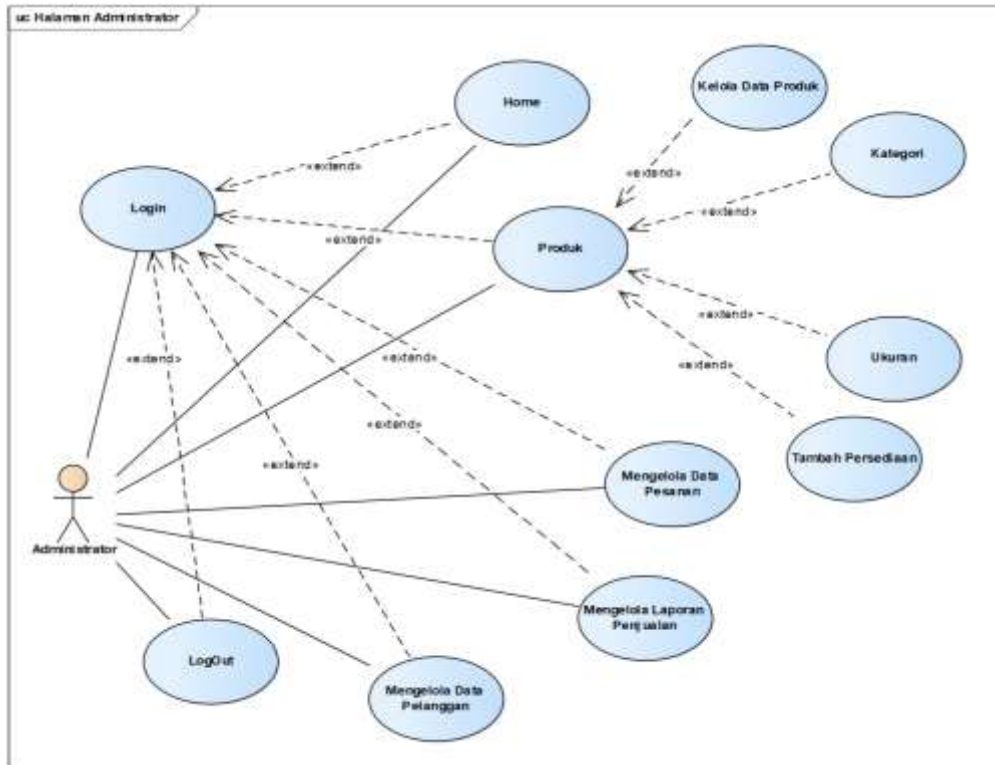 uc Halaman Administrator
Home
Kelola Data Produk
Kategori
«extend»
«extend»
«extend»
Login
«extend»
Produk
«extend»
«extend»
«extend»
Ukuran
«extend»
«extend»
Tambah Persediaan
Mengelola Data
Pesanan
Administrator
Mengelola Laporan
Penjualan
LogOut
Mengelola Data
Pelanggan